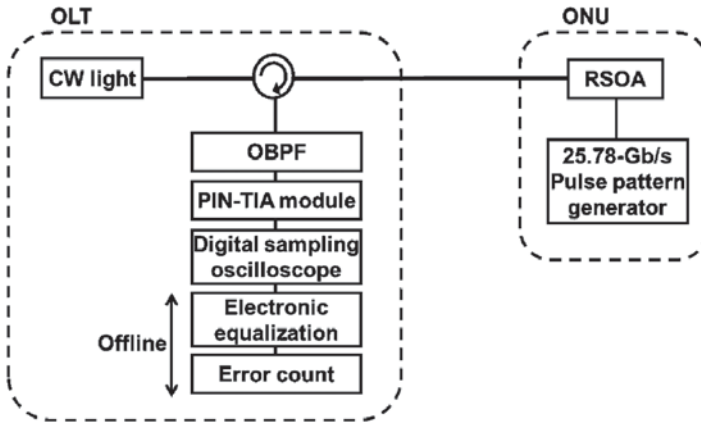 OLT
ONU
CW light
RSOA
OBPF
PIN-TIA module
Digital sampling
oscilloscope
Electronic
equalization
Error count
Offline
25.78-Gb/s
Pulse pattern
generator